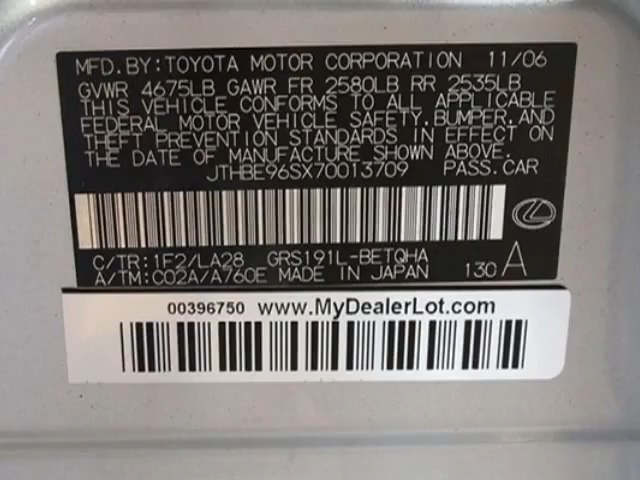 MFD. BY: TOYOTA MOTOR CORPORATION 11/06
GVWR 4675LB GAWR FR 2580LB RR 2535LB
THIS VEHICLE CONFORMS TO ALL APPLICABLE
FEDERAL MOTOR VEHICLE SAFETY, BUMPER, AND
THEFT PREVENTION STANDARDS IN EFFECT ON
THE DATE OF MANUFACTURE SHOWN ABOVE.
JTHBE96SX70013709 PASS. CAR
C/TR: 1F2/LA28 GRS191L-BETQHA
A/TM: C02A/A760E MADE IN JAPAN 130 A
00396750 www.MyDealerLot.com